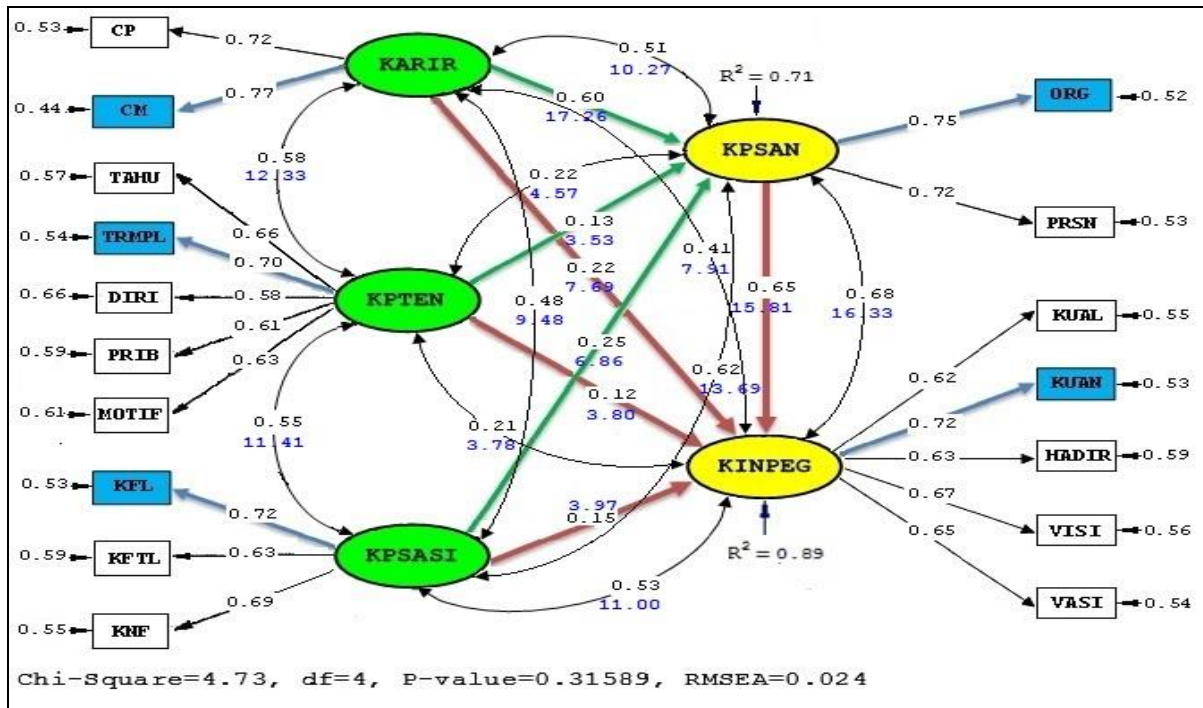 0.53
CP
0.72
KARIR
0.51
10.27
R² = 0.71
ORG
0.52
0.44
CM
0.77
0.60
17.26
KPSAN
0.75
0.57
TAHU
0.58
12.33
0.22
4.57
0.72
PRSN
0.53
0.54
TRMPL
0.66
0.13
3.53
0.41
7.91
0.70
0.22
7.69
0.65
15.81
0.68
16.33
0.66
DIRI
0.58
KPTEN
0.48
9.48
KUAL
0.55
0.59
PRIB
0.61
0.25
6.86
0.62
13.69
0.62
KUAN
0.53
0.63
0.12
3.80
0.61
MOTIF
0.55
11.41
0.21
3.78
0.72
KINPEG
0.63
HADIR
0.59
0.53
KFL
0.72
3.97
0.15
0.67
VISI
0.56
0.65
0.59
KFTL
0.63
KPSASI
R² = 0.89
0.69
0.53
11.00
VASI
0.54
0.55
KNF
Chi-Square=4.73, df=4, P-value=0.31589, RMSEA=0.024